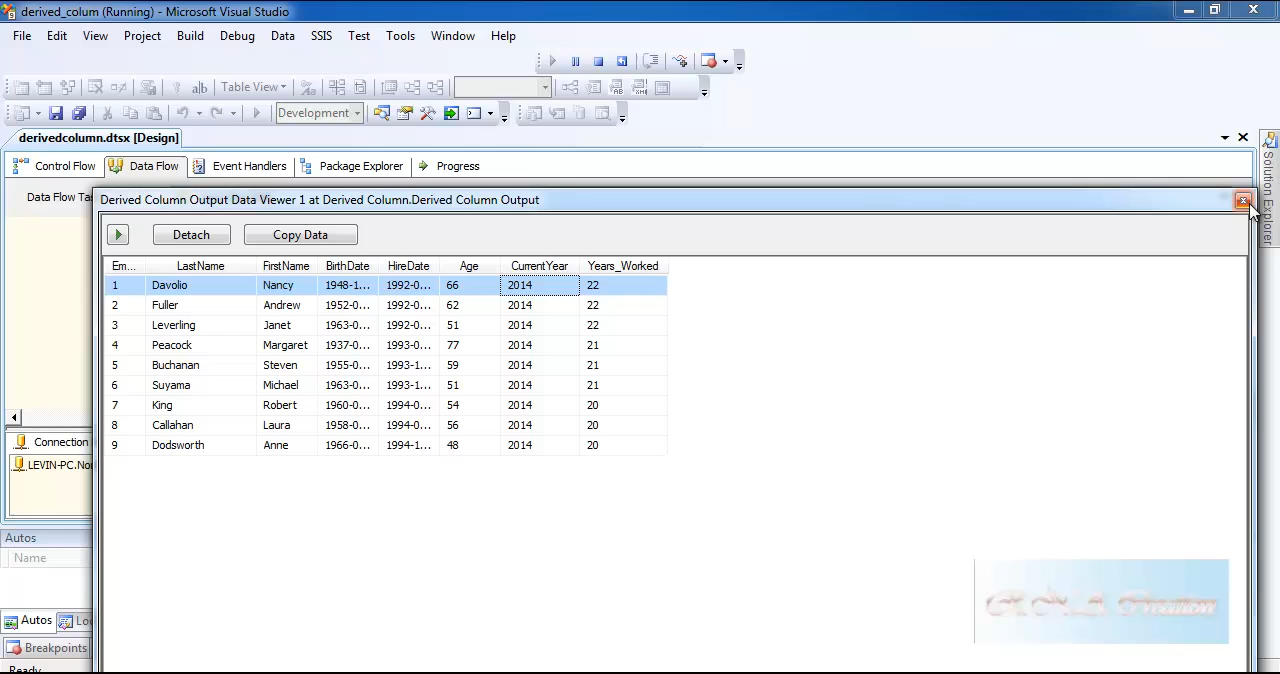 derived_colum (Running) - Microsoft Visual Studio
File Edit View Project Build Debug Data SSIS Test Tools Window Help
Table View
Development
derivedcolumn.dtsx [Design]
Control Flow Data Flow Event Handlers Package Explorer Progress
Data Flow Tas
Derived Column Output Data Viewer 1 at Derived Column.Derived Column Output
Detach Copy Data
Em... LastName FirstName BirthDate HireDate Age CurrentYear Years_Worked
1 Davolio Nancy 1948-1... 1992-0... 66 2014 22
2 Fuller Andrew 1952-0... 1992-0... 62 2014 22
3 Leverling Janet 1963-0... 1992-0... 51 2014 22
4 Peacock Margaret 1937-0... 1993-0... 77 2014 21
5 Buchanan Steven 1955-0... 1993-1... 59 2014 21
6 Suyama Michael 1963-0... 1993-1... 51 2014 21
7 King Robert 1960-0... 1994-0... 54 2014 20
8 Callahan Laura 1958-0... 1994-0... 56 2014 20
9 Dodsworth Anne 1966-0... 1994-1... 48 2014 20
Connection
LEVIN-PC.Nor
Autos
Name
Autos Lo
Breakpoints
Ready
Solution Explorer
Creation